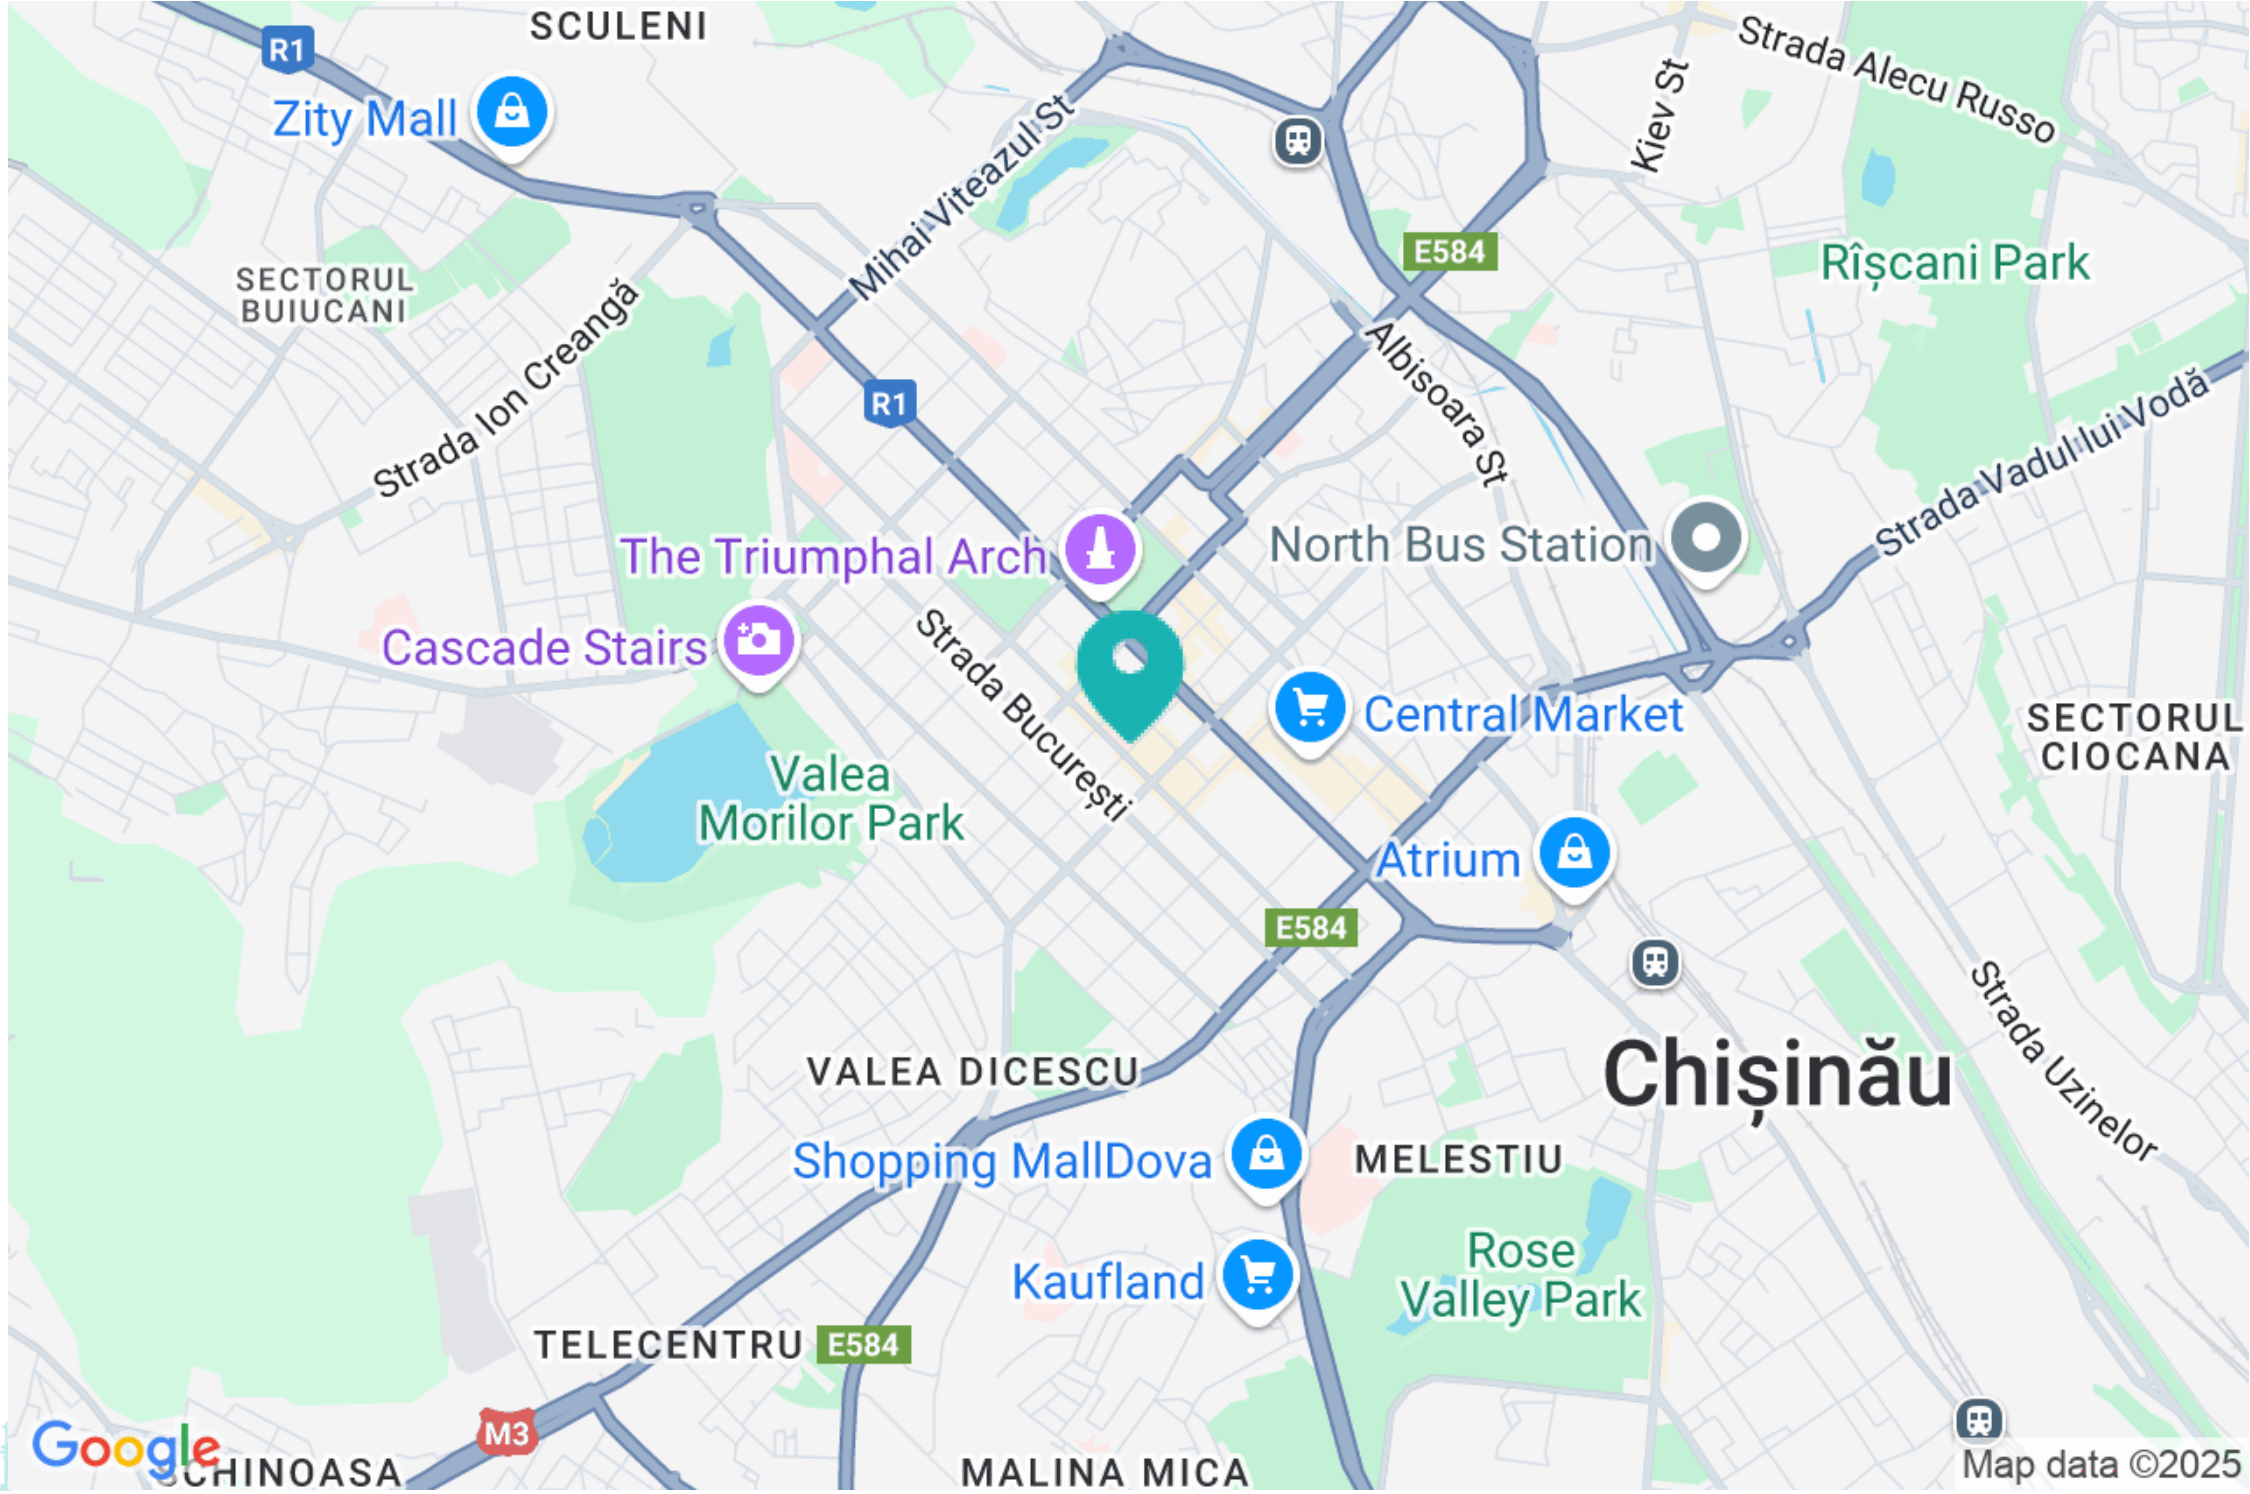 SCULENI
R1
Zity Mall
Strada Alecu Russo
Kiev St
Mihai Viteazul St
E584
Rîșcani Park
SECTORUL
BUIUCANI
Strada Ion Creangă
R1
Albisoara St
Strada Vadul lui Vodă
The Triumphal Arch
North Bus Station
Cascade Stairs
Strada București
Central Market
SECTORUL
CIOCANA
Valea
Morilor Park
Atrium
E584
Strada Uzinelor
VALEA DICESCU
Chișinău
Shopping MallDova
MELESTIU
Kaufland
Rose
Valley Park
TELECENTRU
E584
M3
Google
SCHINOASA
MALINA MICA
Map data ©2025